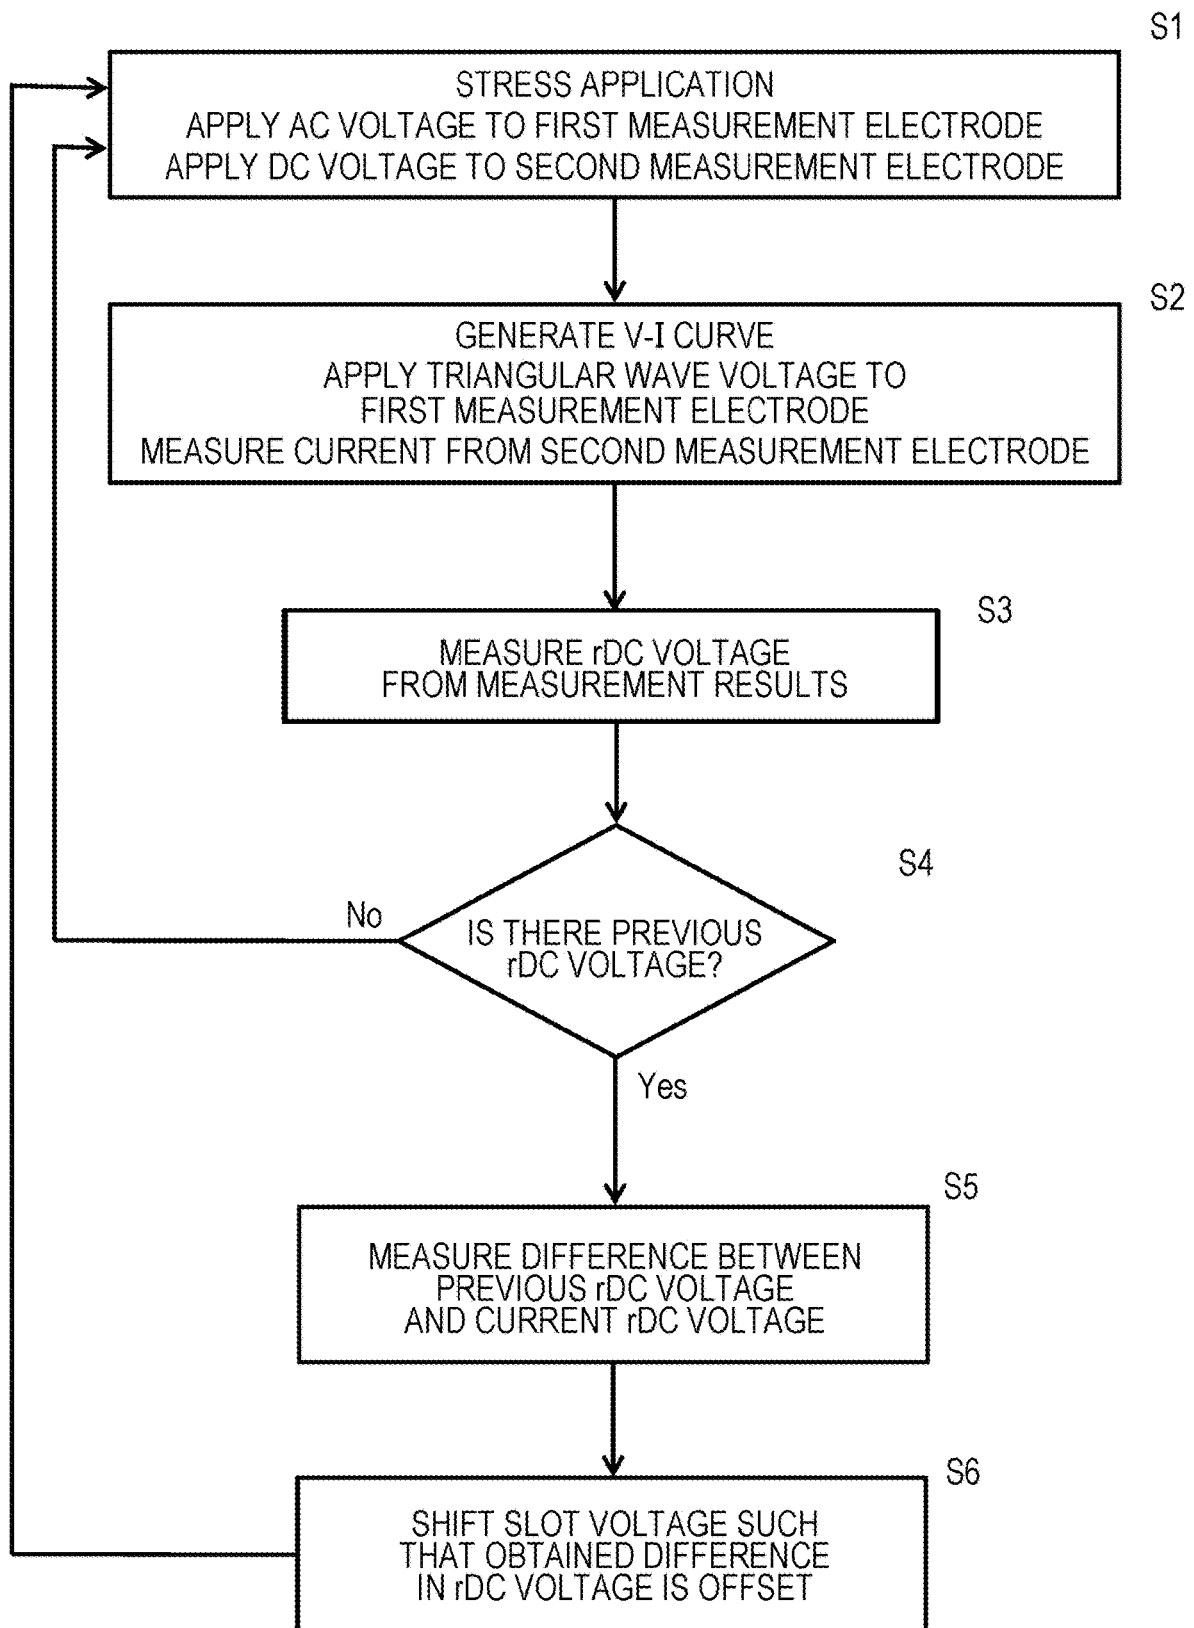 S1
STRESS APPLICATION
APPLY AC VOLTAGE TO FIRST MEASUREMENT ELECTRODE
APPLY DC VOLTAGE TO SECOND MEASUREMENT ELECTRODE
S2
GENERATE V-I CURVE
APPLY TRIANGULAR WAVE VOLTAGE TO
FIRST MEASUREMENT ELECTRODE
MEASURE CURRENT FROM SECOND MEASUREMENT ELECTRODE
S3
MEASURE rDC VOLTAGE
FROM MEASUREMENT RESULTS
S4
No
IS THERE PREVIOUS
rDC VOLTAGE?
Yes
S5
MEASURE DIFFERENCE BETWEEN
PREVIOUS rDC VOLTAGE
AND CURRENT rDC VOLTAGE
S6
SHIFT SLOT VOLTAGE SUCH
THAT OBTAINED DIFFERENCE
IN rDC VOLTAGE IS OFFSET